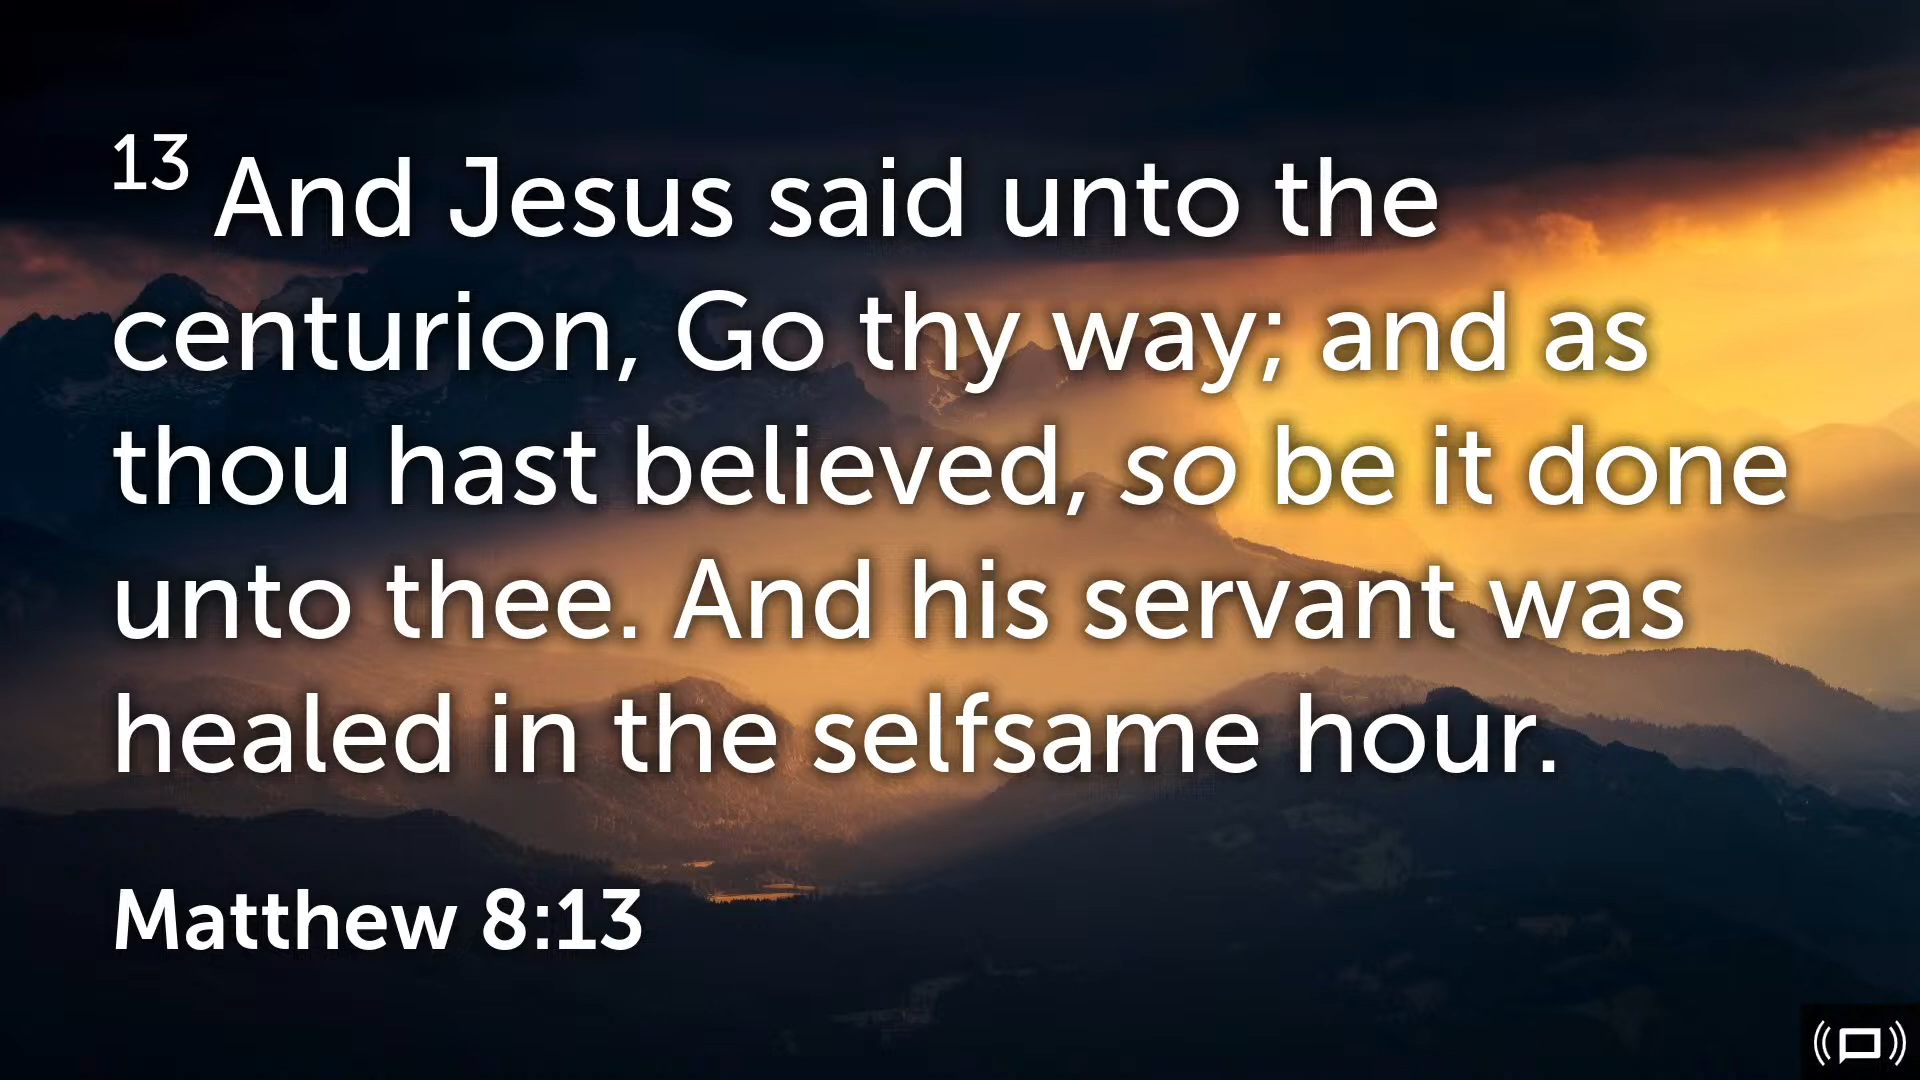 13 And Jesus said unto the
centurion, Go thy way; and as
thou hast believed, so be it done
unto thee. And his servant was
healed in the selfsame hour.
Matthew 8:13